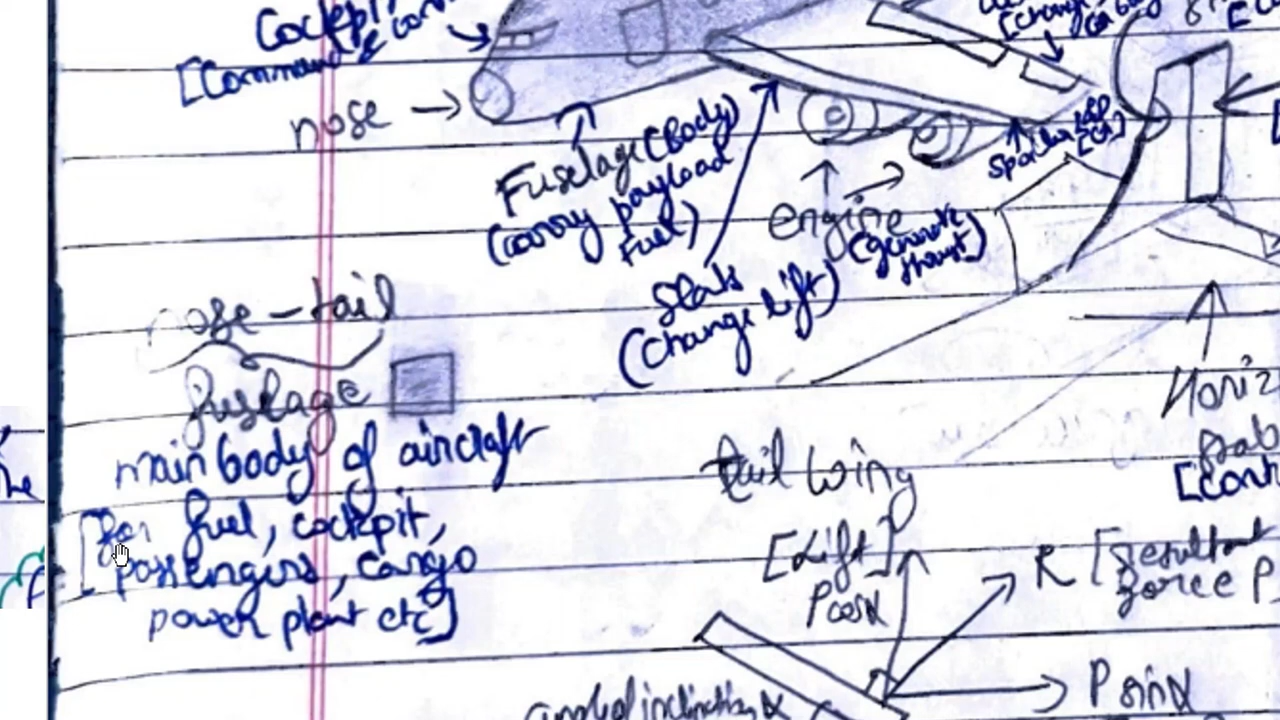 Cockpit
[Command & con
nose
Fuselage (Body)
(carry payload
Fuel)
Slats
(Change lift)
engine
(generate
thrust)
Spoiler
[Change
nose - tail
fuselage
main body of aircraft
[for fuel, cockpit,
passengers, cargo
power plant etc]
tail wing
Horiz
[Cont
[Lift]
P cos α
R [resultant
force P
P sin α
angle of inclination α